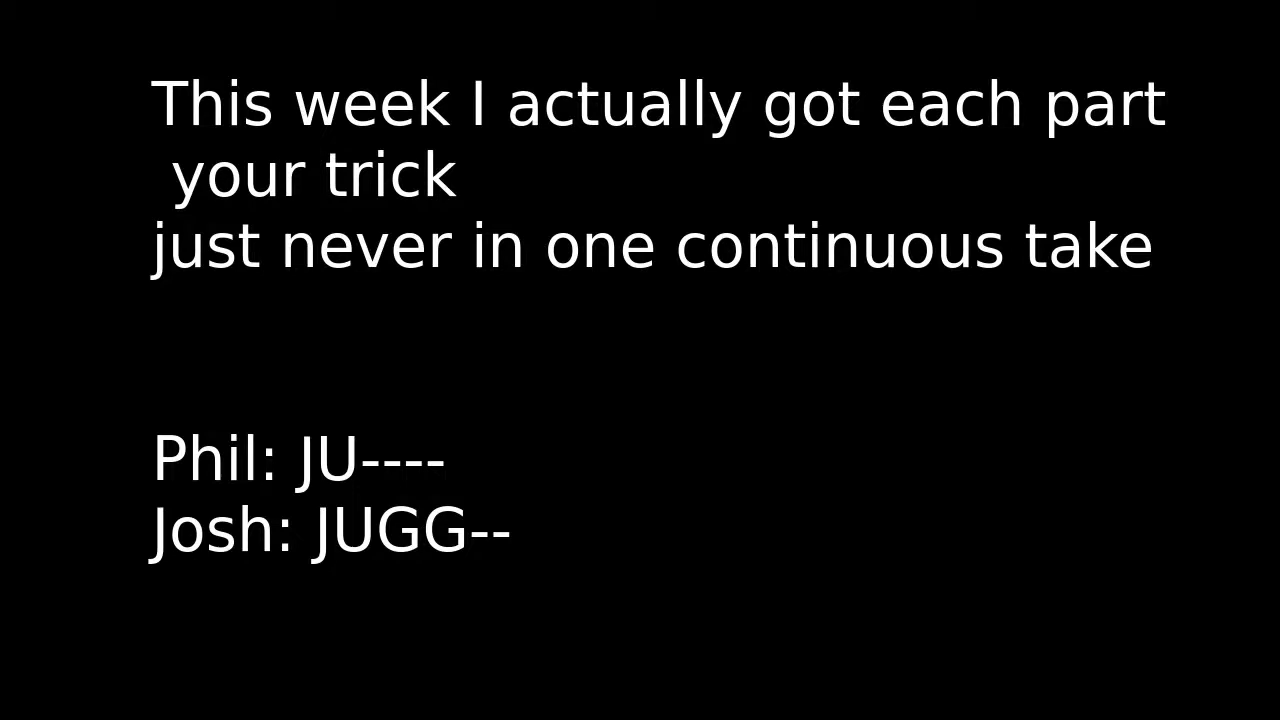 This week I actually got each part
your trick
just never in one continuous take
Phil: JU----
Josh: JUGG--